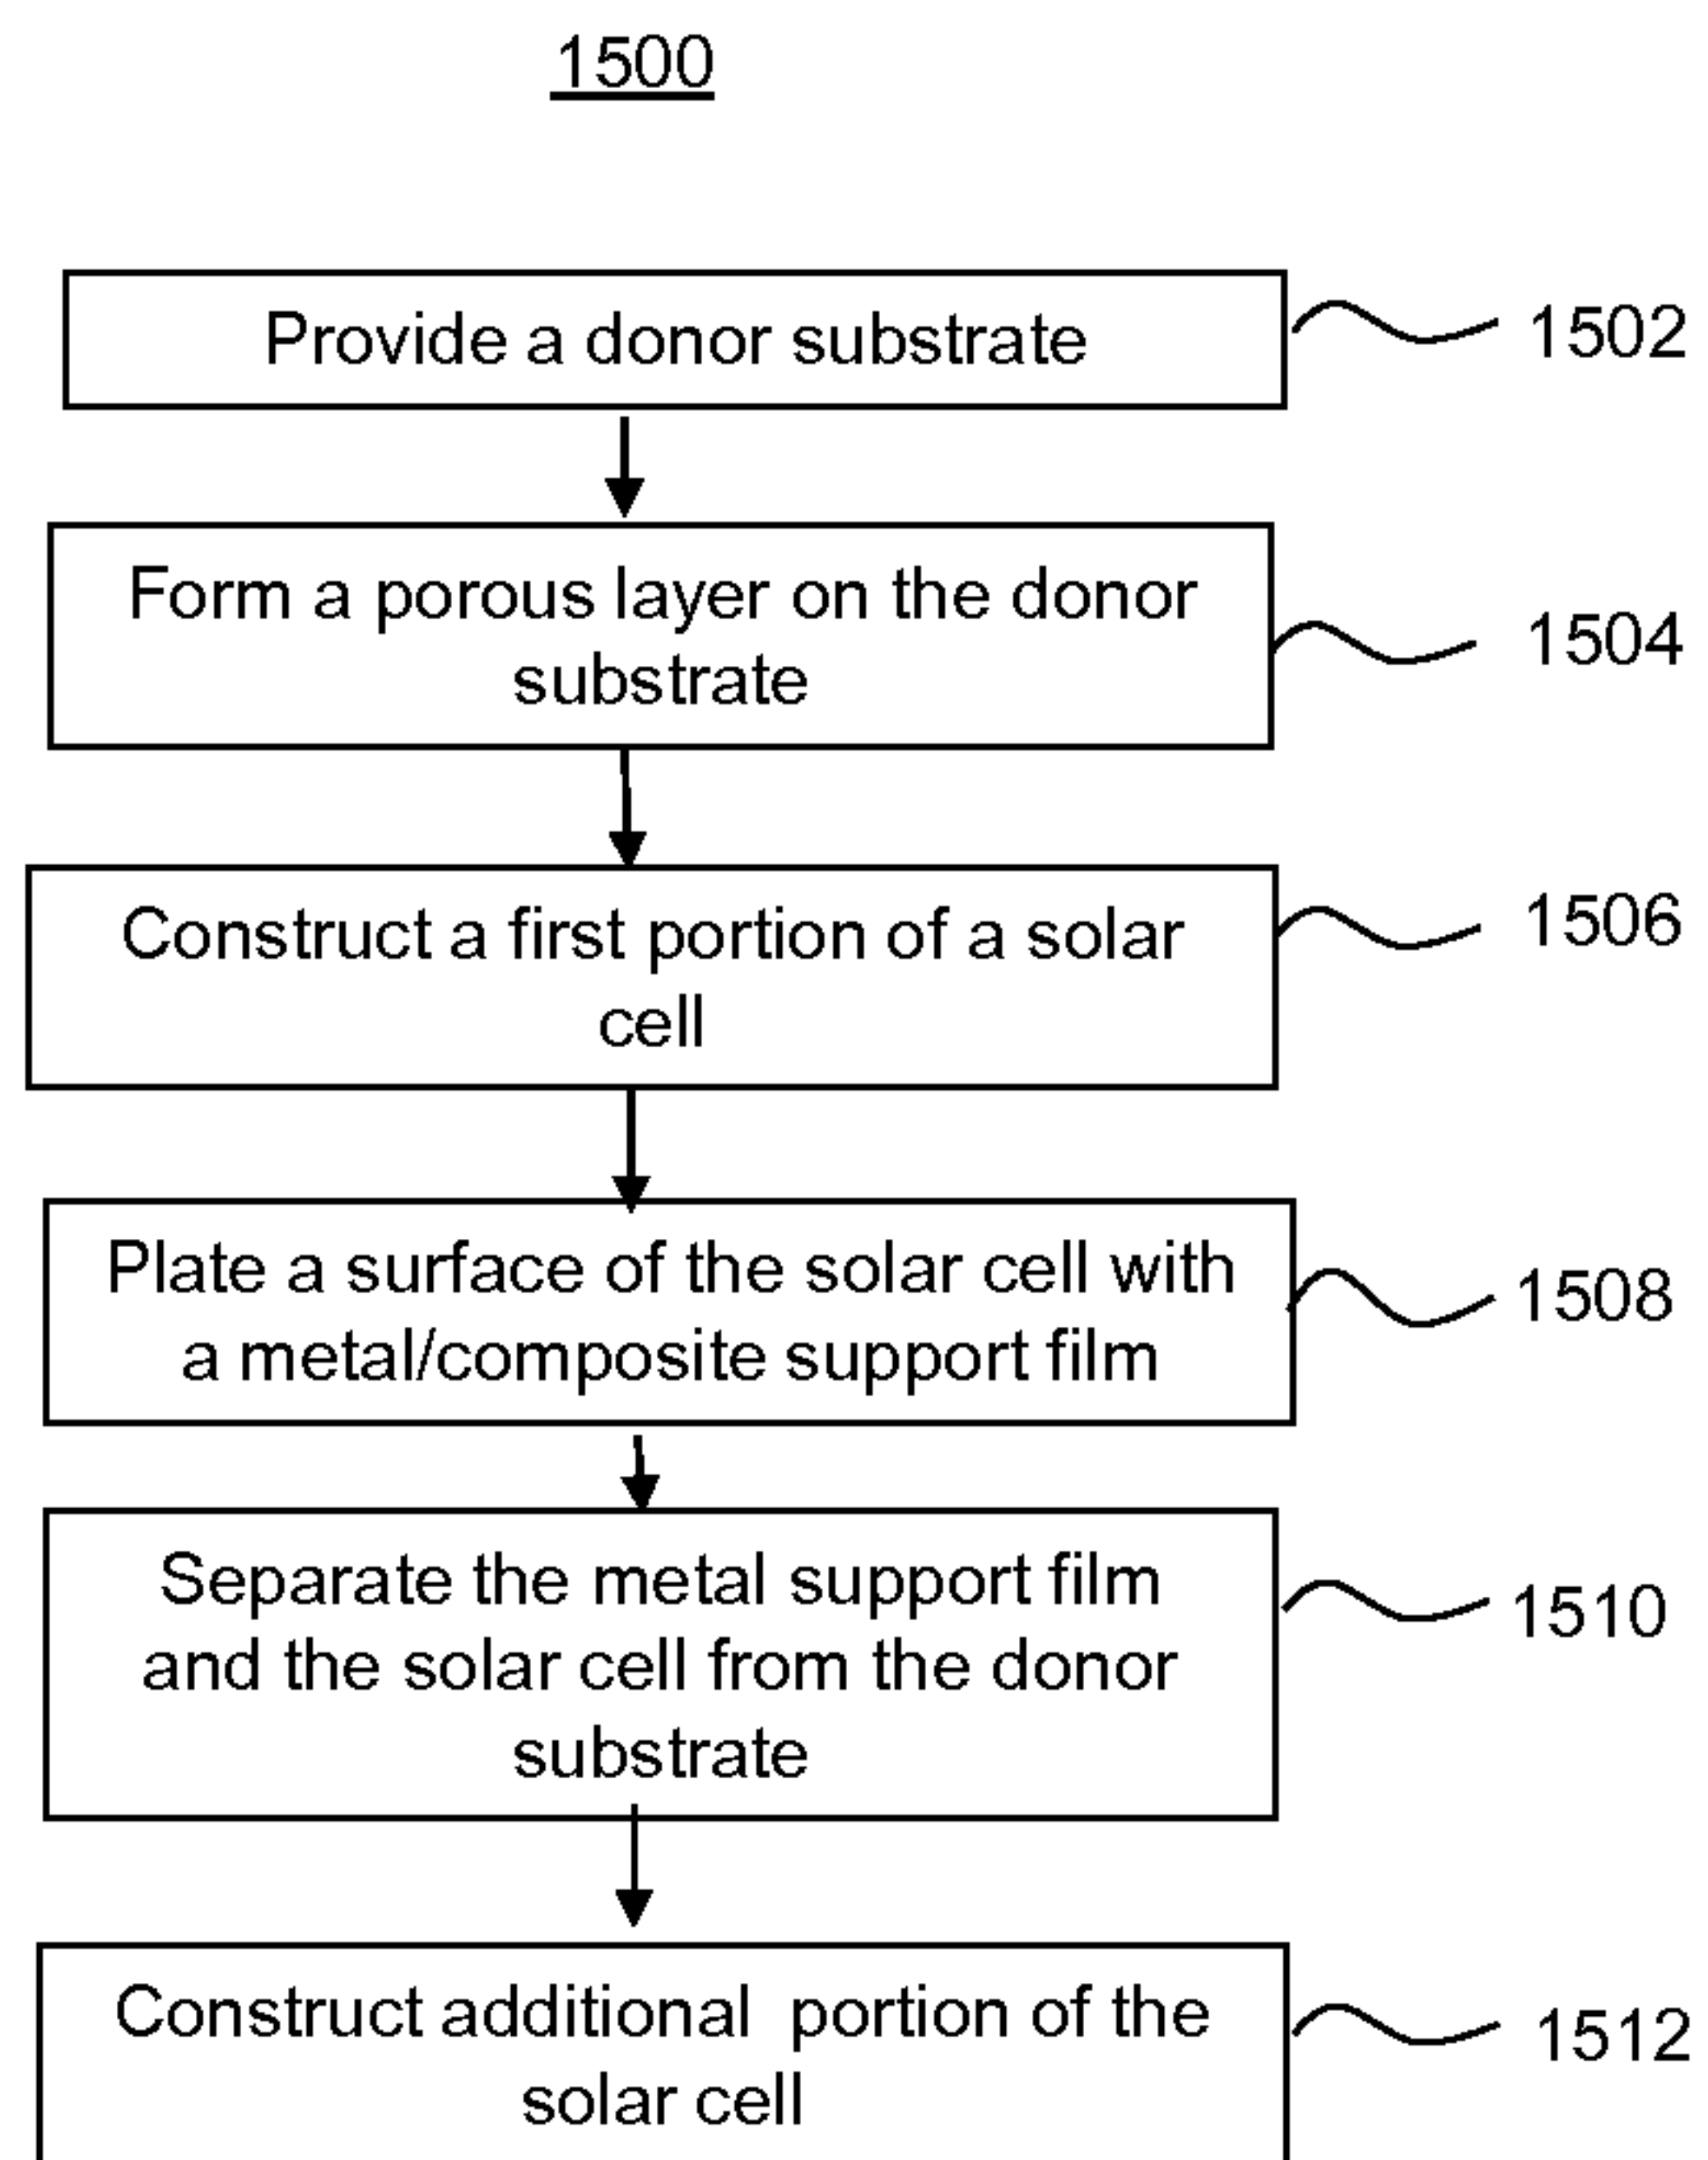 1500
Provide a donor substrate
1502
Form a porous layer on the donor
substrate
1504
Construct a first portion of a solar
cell
1506
Plate a surface of the solar cell with
a metal/composite support film
1508
Separate the metal support film
and the solar cell from the donor
substrate
1510
Construct additional portion of the
solar cell
1512